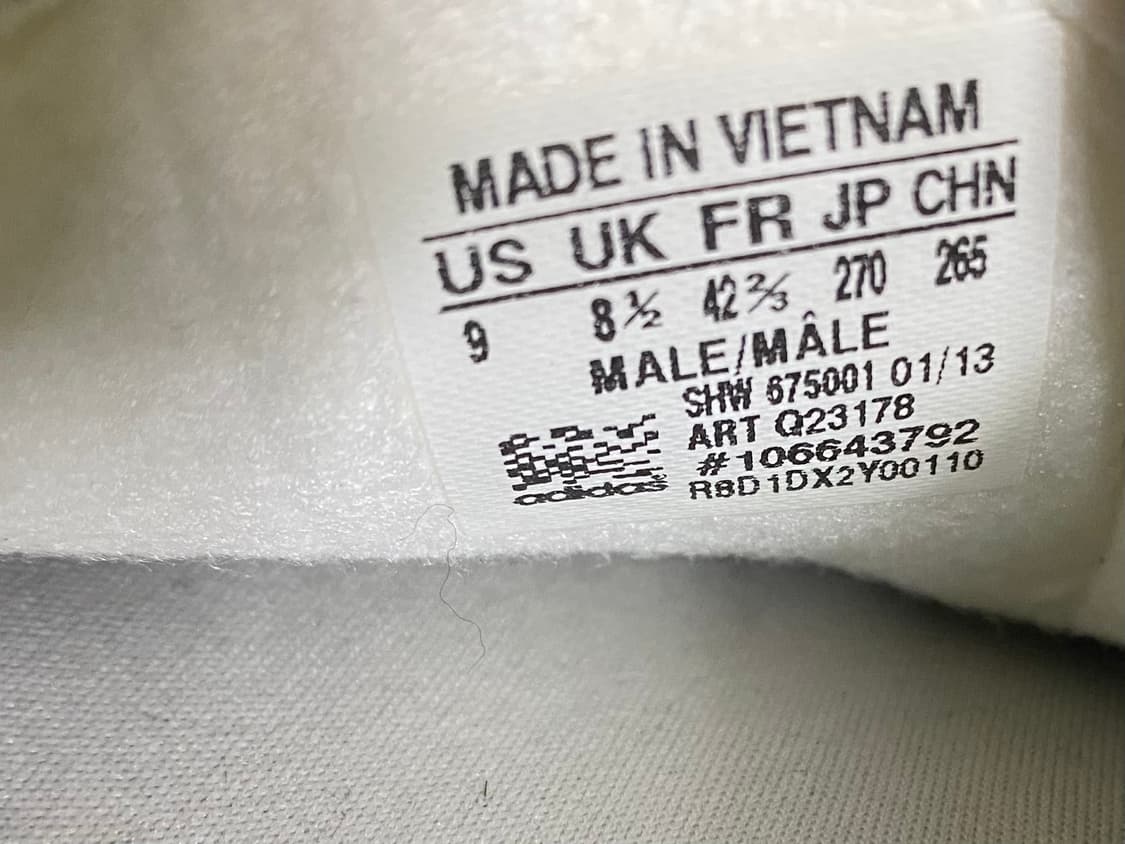 MADE IN VIETNAM
US UK FR JP CHN
9 8½ 42⅔ 270 265
MALE/MÂLE
SHW 675001 01/13
ART Q23178
#106643792
R8D1DX2Y00110
adidas